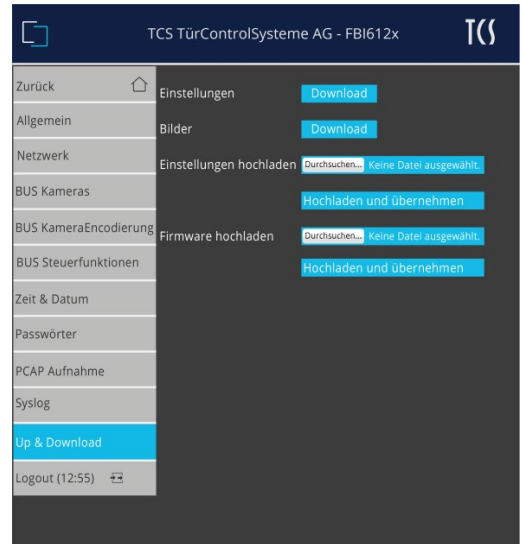 TCS TürControlSysteme AG - FBI612x
TCS
Zurück
Allgemein
Netzwerk
BUS Kameras
BUS KameraEncodierung
BUS Steuerfunktionen
Zeit & Datum
Passwörter
PCAP Aufnahme
Syslog
Up & Download
Logout (12:55)
Einstellungen Download
Bilder Download
Einstellungen hochladen Durchsuchen... Keine Datei ausgewählt.
Hochladen und übernehmen
Firmware hochladen Durchsuchen... Keine Datei ausgewählt.
Hochladen und übernehmen